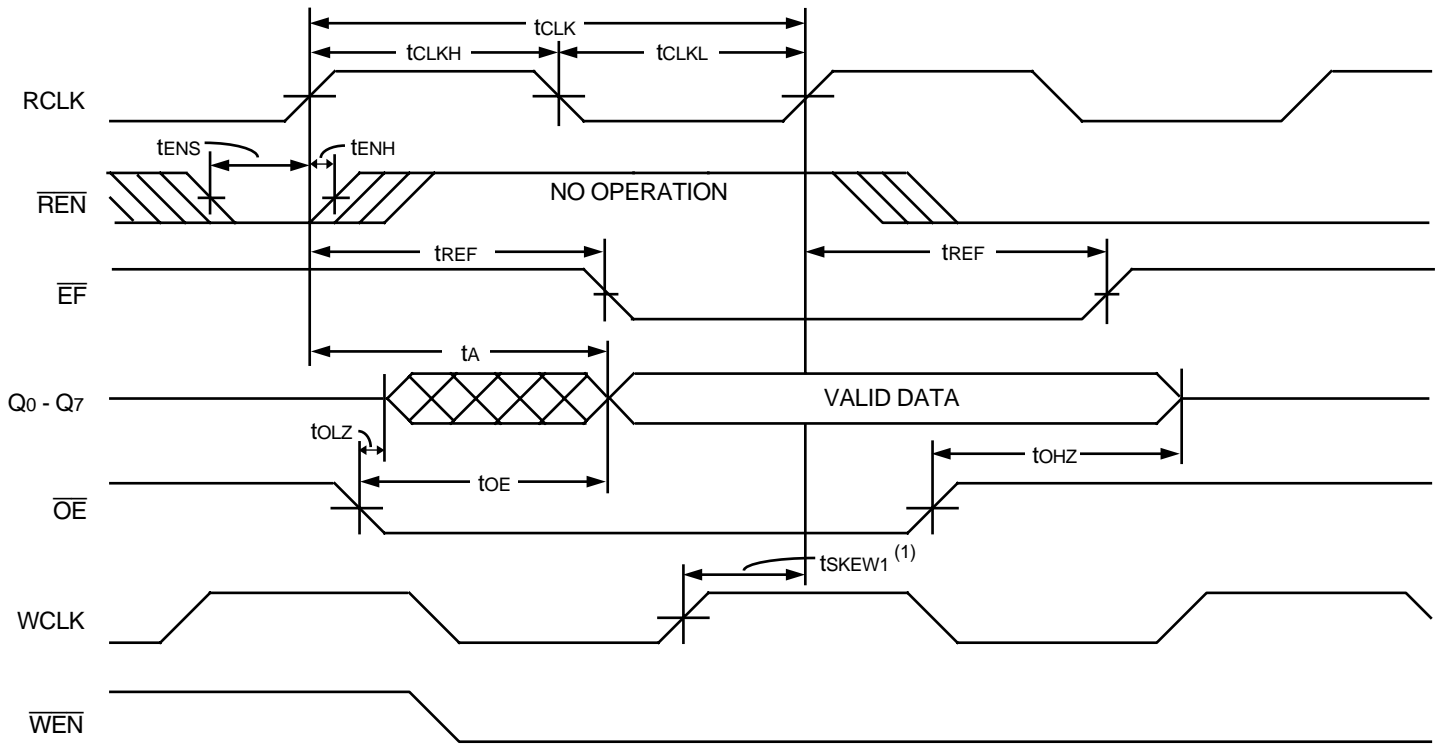 tCLK
tCLKH
tCLKL
RCLK
tENS
tENH
REN
NO OPERATION
tREF
tREF
EF
tA
Q0 - Q7
VALID DATA
tOLZ
tOHZ
tOE
OE
tSKEW1 (1)
WCLK
WEN